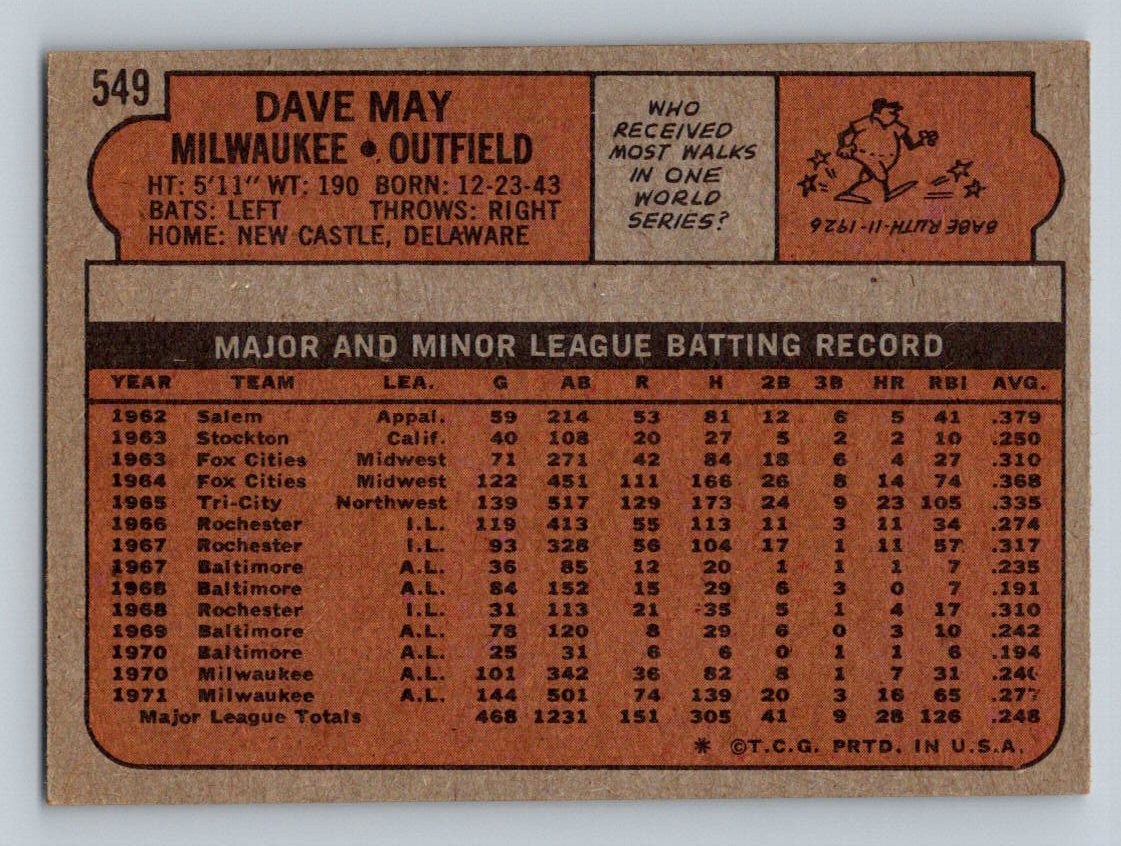 549
DAVE MAY
MILWAUKEE • OUTFIELD
HT: 5'11" WT: 190 BORN: 12-23-43
BATS: LEFT THROWS: RIGHT
HOME: NEW CASTLE, DELAWARE
WHO
RECEIVED
MOST WALKS
IN ONE
WORLD
SERIES?
BABE RUTH-11-1926
MAJOR AND MINOR LEAGUE BATTING RECORD
YEAR TEAM LEA. G AB R H 2B 3B HR RBI AVG.
1962 Salem Appal. 59 214 53 81 12 6 5 41 .379
1963 Stockton Calif. 40 108 20 27 5 2 2 10 .250
1963 Fox Cities Midwest 71 271 42 84 18 6 4 27 .310
1964 Fox Cities Midwest 122 451 111 166 26 8 14 74 .368
1965 Tri-City Northwest 139 517 129 173 24 9 23 105 .335
1966 Rochester I.L. 119 413 55 113 11 3 11 34 .274
1967 Rochester I.L. 93 328 56 104 17 1 11 57 .317
1967 Baltimore A.L. 36 85 12 20 1 1 1 7 .235
1968 Baltimore A.L. 84 152 15 29 6 3 0 7 .191
1968 Rochester I.L. 31 113 21 35 5 1 4 17 .310
1969 Baltimore A.L. 78 120 8 29 6 0 3 10 .242
1970 Baltimore A.L. 25 31 6 6 0 1 1 6 .194
1970 Milwaukee A.L. 101 342 36 82 8 1 7 31 .240
1971 Milwaukee A.L. 144 501 74 139 20 3 16 65 .277
Major League Totals 468 1231 151 305 41 9 28 126 .248
* ©T.C.G. PRTD. IN U.S.A.